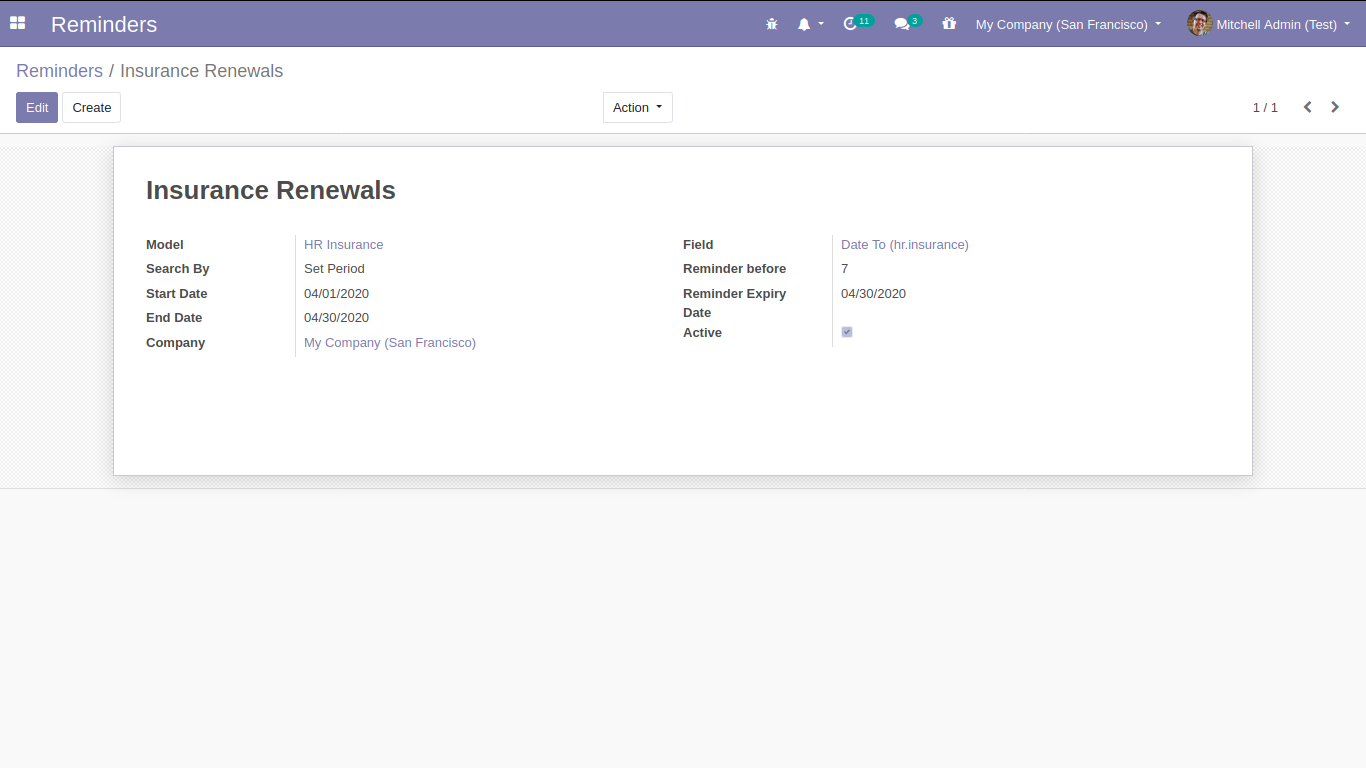 Reminders
11
3
My Company (San Francisco)
Mitchell Admin (Test)
Reminders / Insurance Renewals
Edit
Create
Action
1 / 1
Insurance Renewals
Model
HR Insurance
Search By
Set Period
Start Date
04/01/2020
End Date
04/30/2020
Company
My Company (San Francisco)
Field
Date To (hr.insurance)
Reminder before
7
Reminder Expiry
Date
04/30/2020
Active